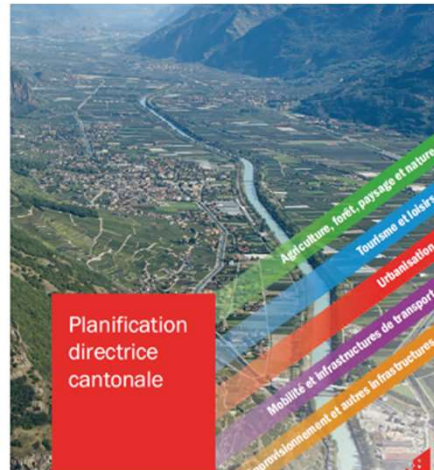 Agriculture, forêt, paysage et nature
Tourisme et loisirs
Urbanisation
Mobilité et infrastructures de transport
provisionnement et autres infrastructures
Planification
directrice
cantonale